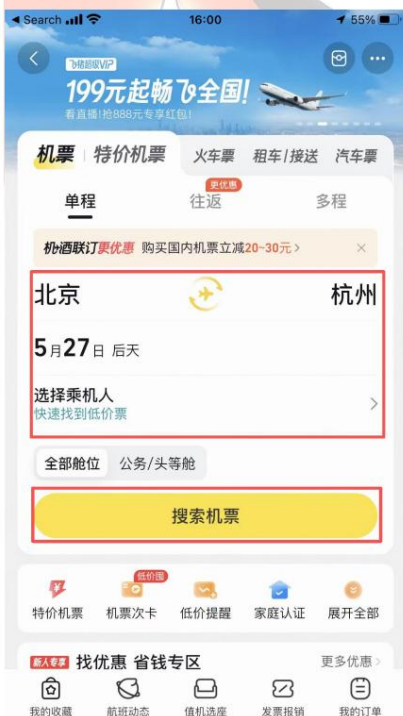 Search 16:00 55%
飞猪超级VIP
199元起畅飞全国!
看直播!抢888元专享红包!
机票 特价机票 火车票 租车/接送 汽车票
更优惠
单程 往返 多程
机+酒联订更优惠 购买国内机票立减20~30元> ×
北京 杭州
5月27日 后天
选择乘机人
快速找到低价票
全部舱位 公务/头等舱
搜索机票
低价囤
特价机票 机票次卡 低价提醒 家庭认证 展开全部
新人专享 找优惠 省钱专区 更多优惠>
我的收藏 航班动态 值机选座 发票报销 我的订单